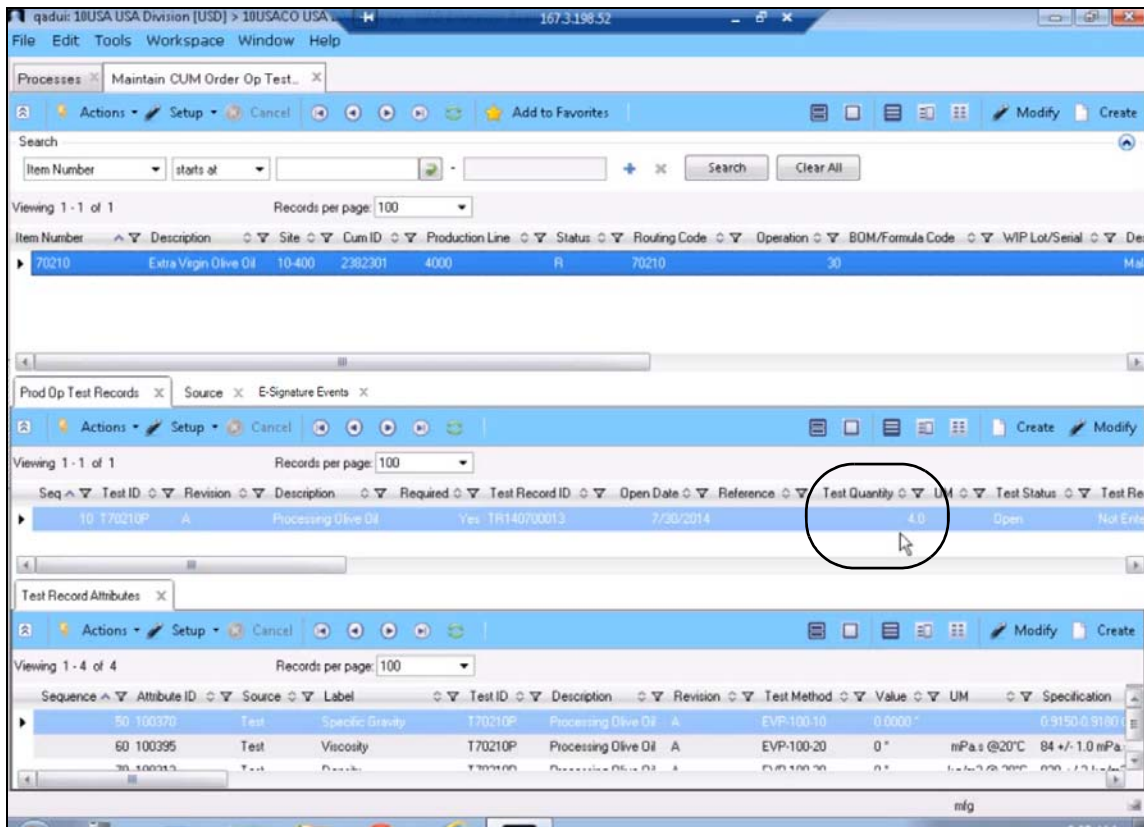 qadui: 10USA USA Division [USD] > 10USACO USA 167.3.198.52
File Edit Tools Workspace Window Help
Processes Maintain CUM Order Op Test...
Actions Setup Cancel Add to Favorites Modify Create
Search
Item Number starts at - Search Clear All
Viewing 1 - 1 of 1 Records per page: 100
Item Number Description Site Cum ID Production Line Status Routing Code Operation BOM/Formula Code WIP Lot/Serial Des
70210 Extra Virgin Olive Oil 10-400 2382301 4000 R 70210 30 Mal
Prod Op Test Records Source E-Signature Events
Actions Setup Cancel Create Modify
Viewing 1 - 1 of 1 Records per page: 100
Seq Test ID Revision Description Required Test Record ID Open Date Reference Test Quantity UM Test Status Test Re
10 T70210P A Processing Olive Oil Yes TR140700013 7/30/2014 4.0 Open Not Ente
Test Record Attributes
Actions Setup Cancel Modify Create
Viewing 1 - 4 of 4 Records per page: 100
Sequence Attribute ID Source Label Test ID Description Revision Test Method Value UM Specification
50 100370 Test Specific Gravity T70210P Processing Olive Oil A EVP-100-10 0.0000 * 0.9150-0.9180
60 100395 Test Viscosity T70210P Processing Olive Oil A EVP-100-20 0 * mPa.s @20°C 84 +/- 1.0 mPa.
mfg